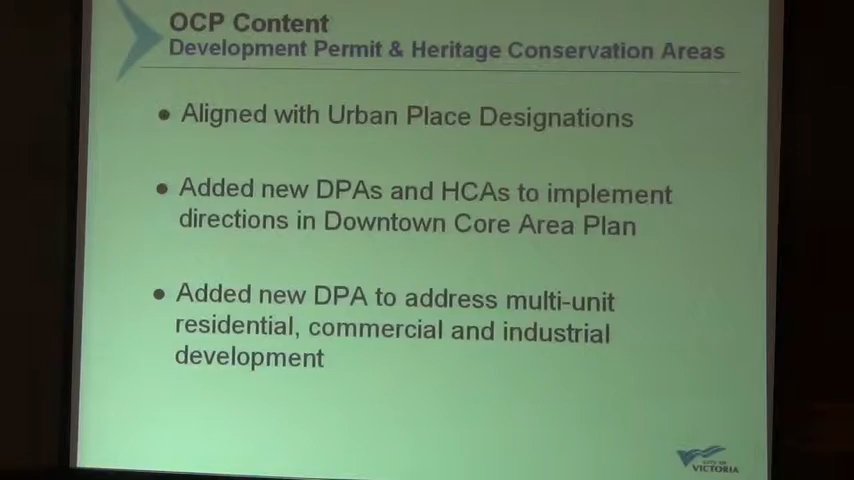 OCP Content
Development Permit & Heritage Conservation Areas
• Aligned with Urban Place Designations
• Added new DPAs and HCAs to implement
directions in Downtown Core Area Plan
• Added new DPA to address multi-unit
residential, commercial and industrial
development
CITY OF
VICTORIA